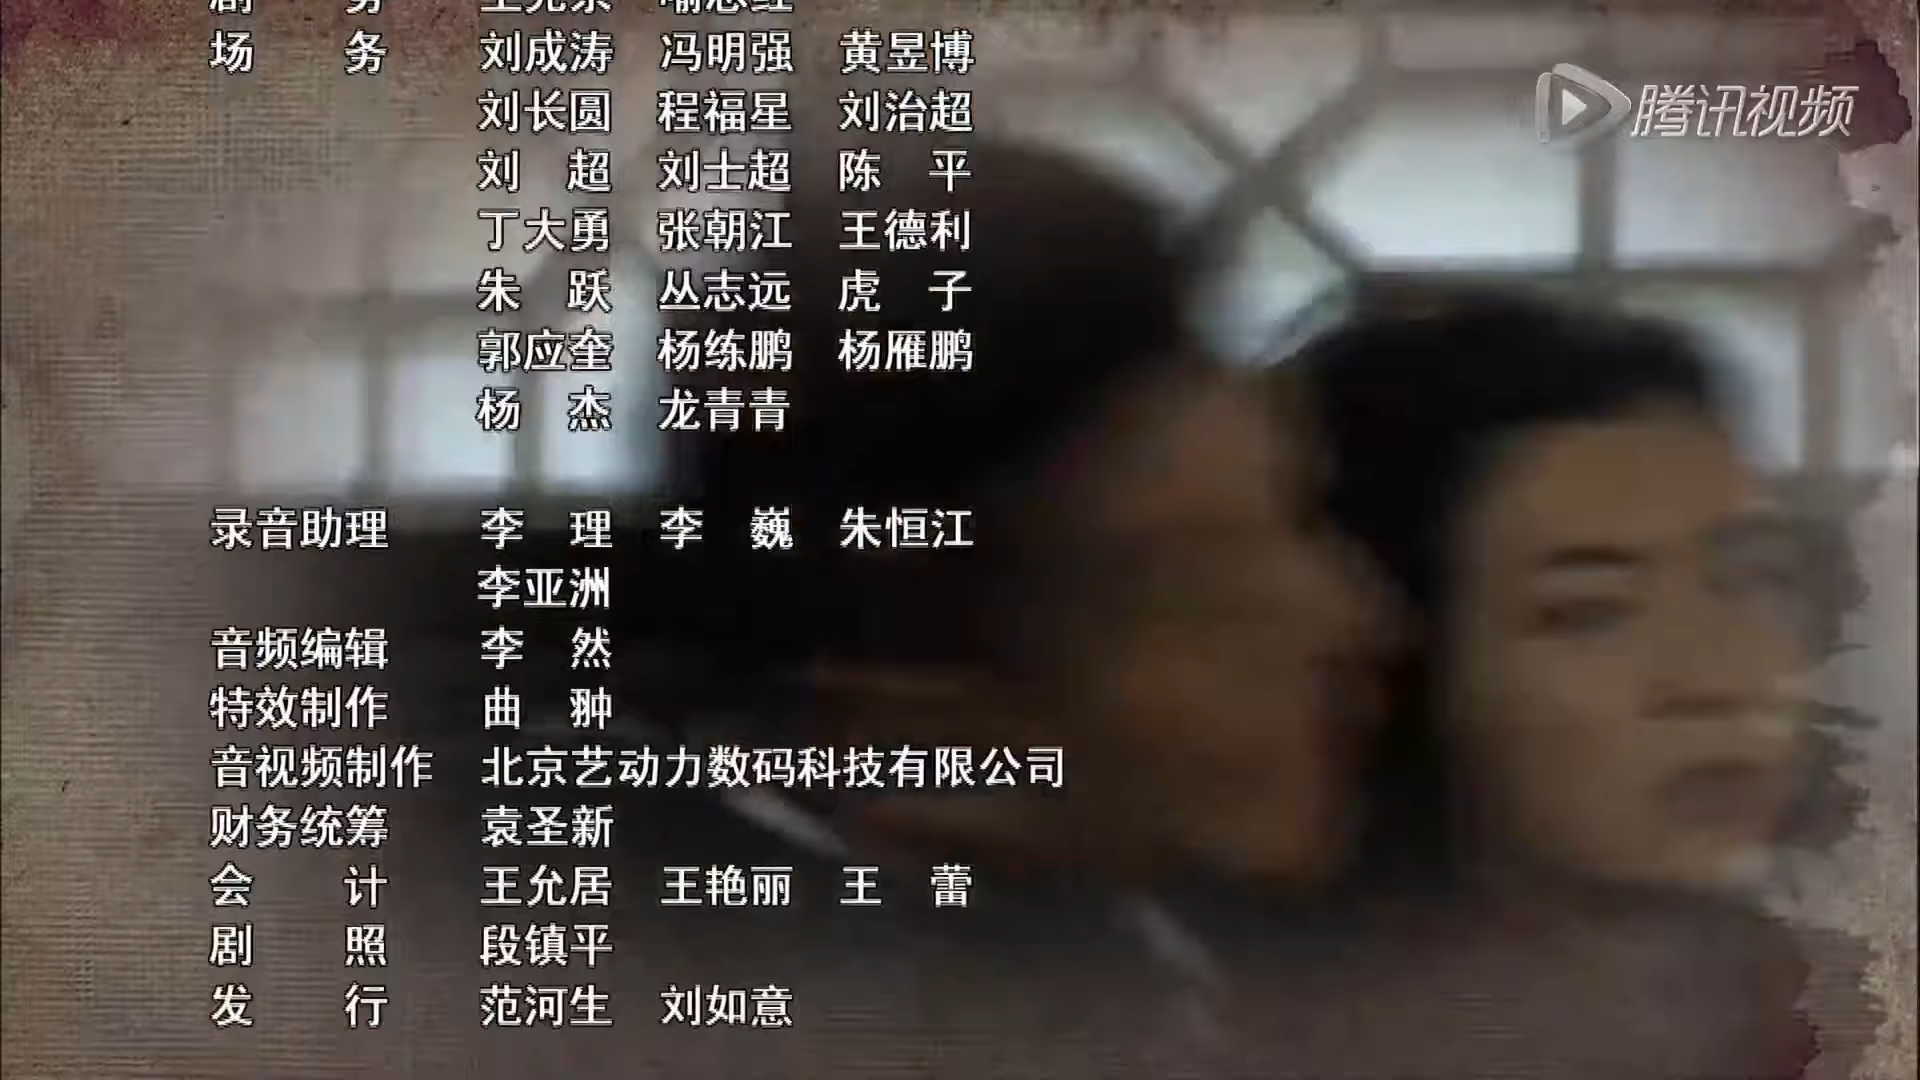 场　　务　刘成涛　冯明强　黄昱博
腾讯视频
刘长圆　程福星　刘治超
刘　超　刘士超　陈　平
丁大勇　张朝江　王德利
朱　跃　丛志远　虎　子
郭应奎　杨练鹏　杨雁鹏
杨　杰　龙青青
录音助理　李　理　李　巍　朱恒江
李亚洲
音频编辑　李　然
特效制作　曲　翀
音视频制作　北京艺动力数码科技有限公司
财务统筹　袁圣新
会　　计　王允居　王艳丽　王　蕾
剧　　照　段镇平
发　　行　范河生　刘如意